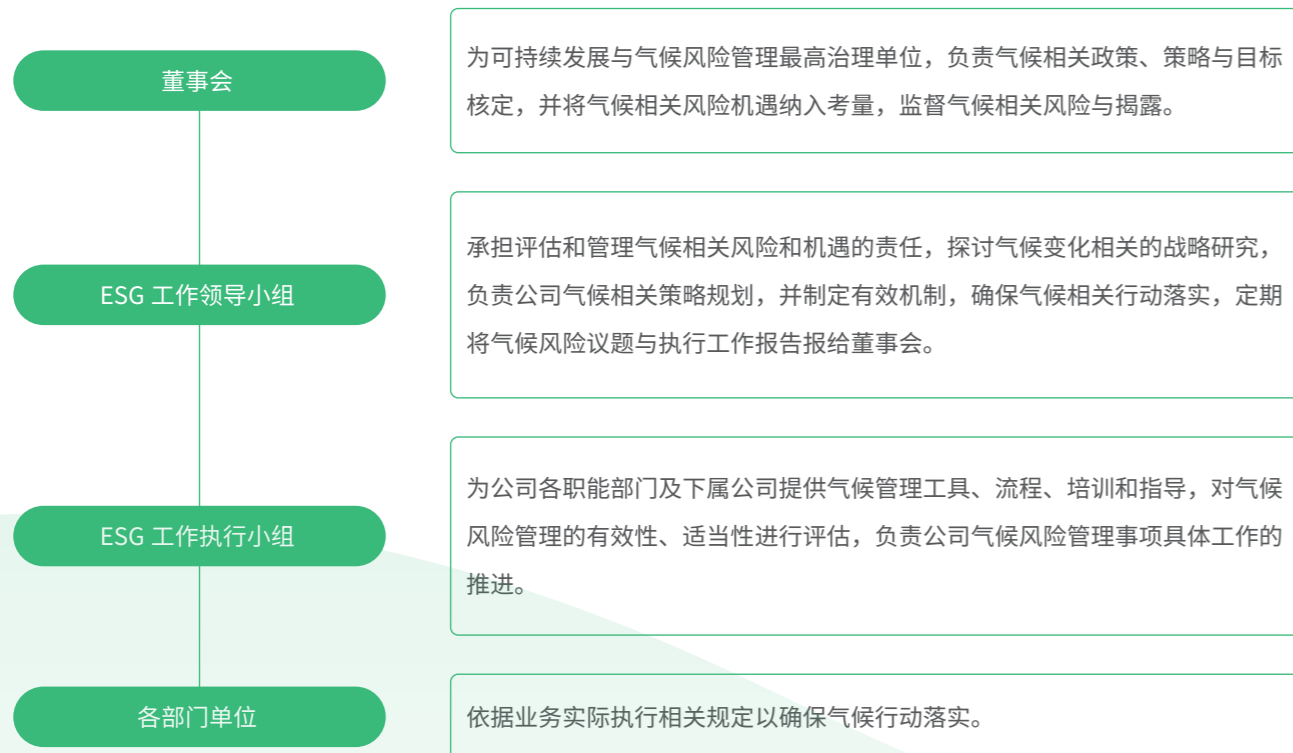 董事会
为可持续发展与气候风险管理最高治理单位，负责气候相关政策、策略与目标
核定，并将气候相关风险机遇纳入考量，监督气候相关风险与揭露。
ESG 工作领导小组
承担评估和管理气候相关风险和机遇的责任，探讨气候变化相关的战略研究，
负责公司气候相关策略规划，并制定有效机制，确保气候相关行动落实，定期
将气候风险议题与执行工作报告报给董事会。
ESG 工作执行小组
为公司各职能部门及下属公司提供气候管理工具、流程、培训和指导，对气候
风险管理的有效性、适当性进行评估，负责公司气候风险管理事项具体工作的
推进。
各部门单位
依据业务实际执行相关规定以确保气候行动落实。